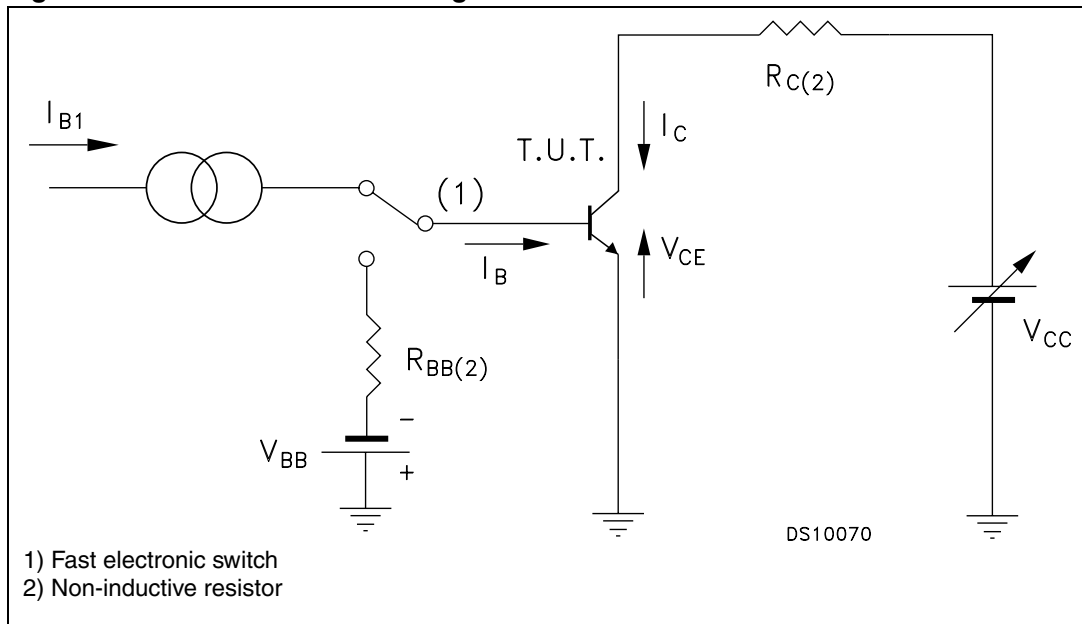 I_B1
R_C(2)
I_C
T.U.T.
(1)
V_CE
I_B
V_CC
R_BB(2)
–
V_BB
+
DS10070
1) Fast electronic switch
2) Non-inductive resistor